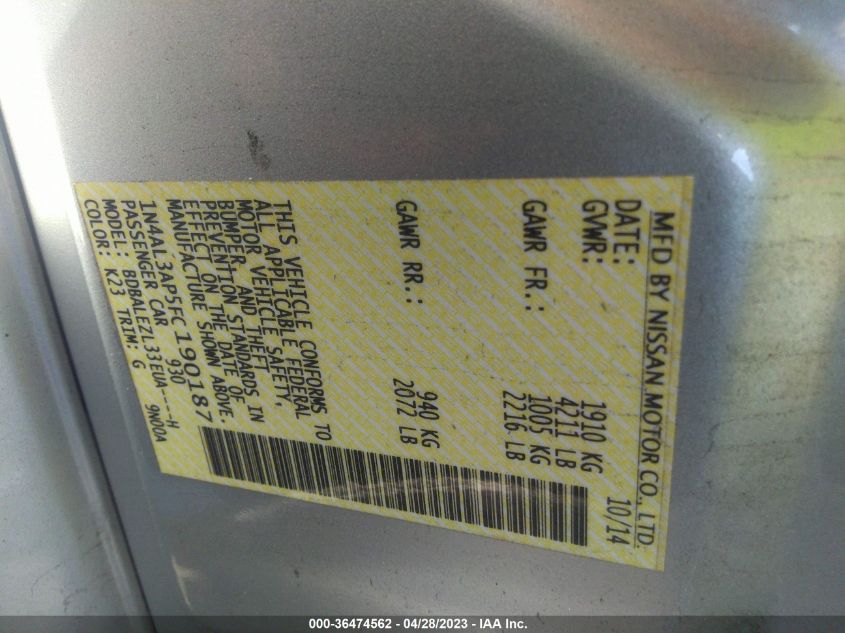 MFD BY NISSAN MOTOR CO., LTD.
DATE: 10/14
GVWR: 1910 KG
4211 LB
GAWR FR.: 1005 KG
2216 LB
GAWR RR.: 940 KG
2072 LB
THIS VEHICLE CONFORMS TO
ALL APPLICABLE FEDERAL
MOTOR VEHICLE SAFETY,
BUMPER, AND THEFT
PREVENTION STANDARDS IN
EFFECT ON THE DATE OF
MANUFACTURE SHOWN ABOVE.
1N4AL3AP5FC190187
PASSENGER CAR 930
MODEL: BDBALEZL33EUA----H
COLOR: K23 TRIM: G 9N00A
000-36474562 - 04/28/2023 - IAA Inc.